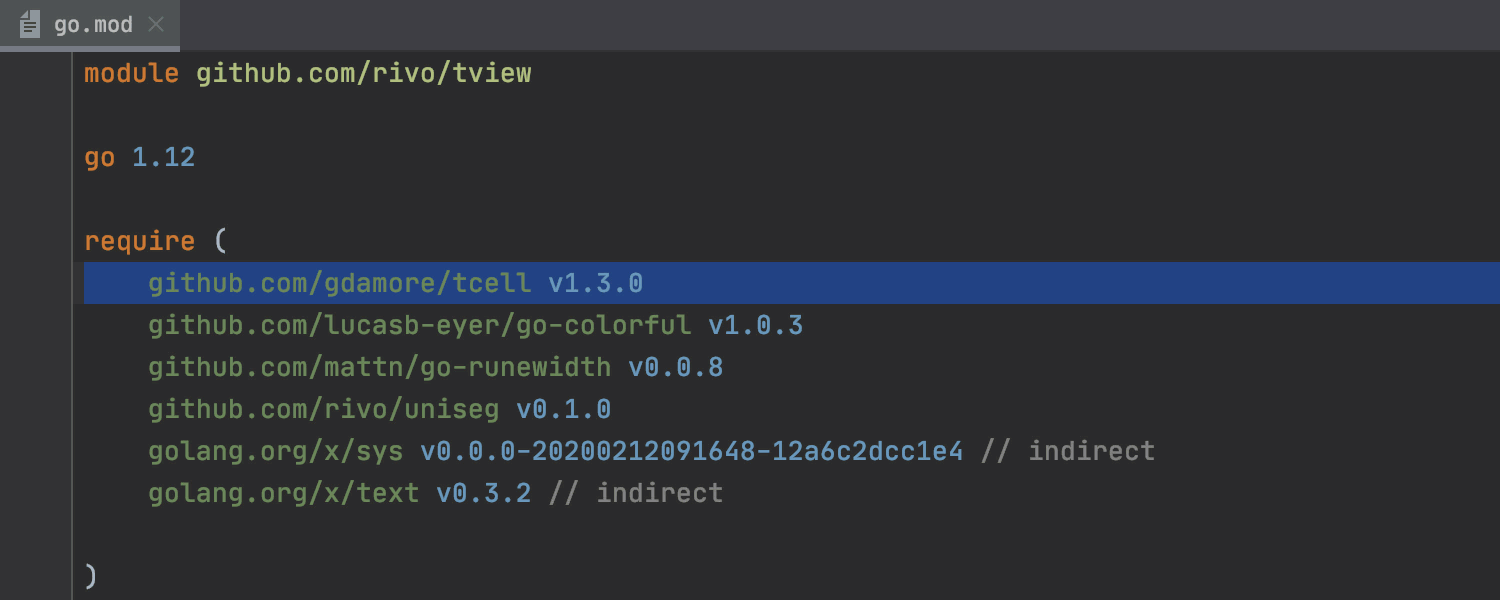 go.mod
module github.com/rivo/tview
go 1.12
require (
github.com/gdamore/tcell v1.3.0
github.com/lucasb-eyer/go-colorful v1.0.3
github.com/mattn/go-runewidth v0.0.8
github.com/rivo/uniseg v0.1.0
golang.org/x/sys v0.0.0-20200212091648-12a6c2dcc1e4 // indirect
golang.org/x/text v0.3.2 // indirect
)